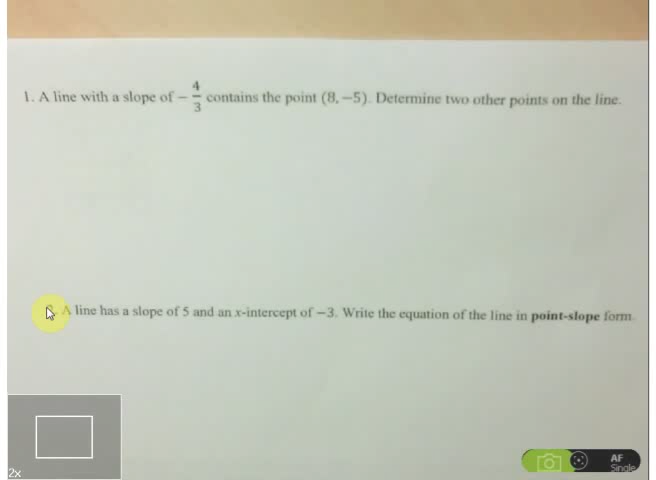 1. A line with a slope of −4/3 contains the point (8, −5). Determine two other points on the line.
A line has a slope of 5 and an x-intercept of −3. Write the equation of the line in point-slope form.
2x
AF
Single